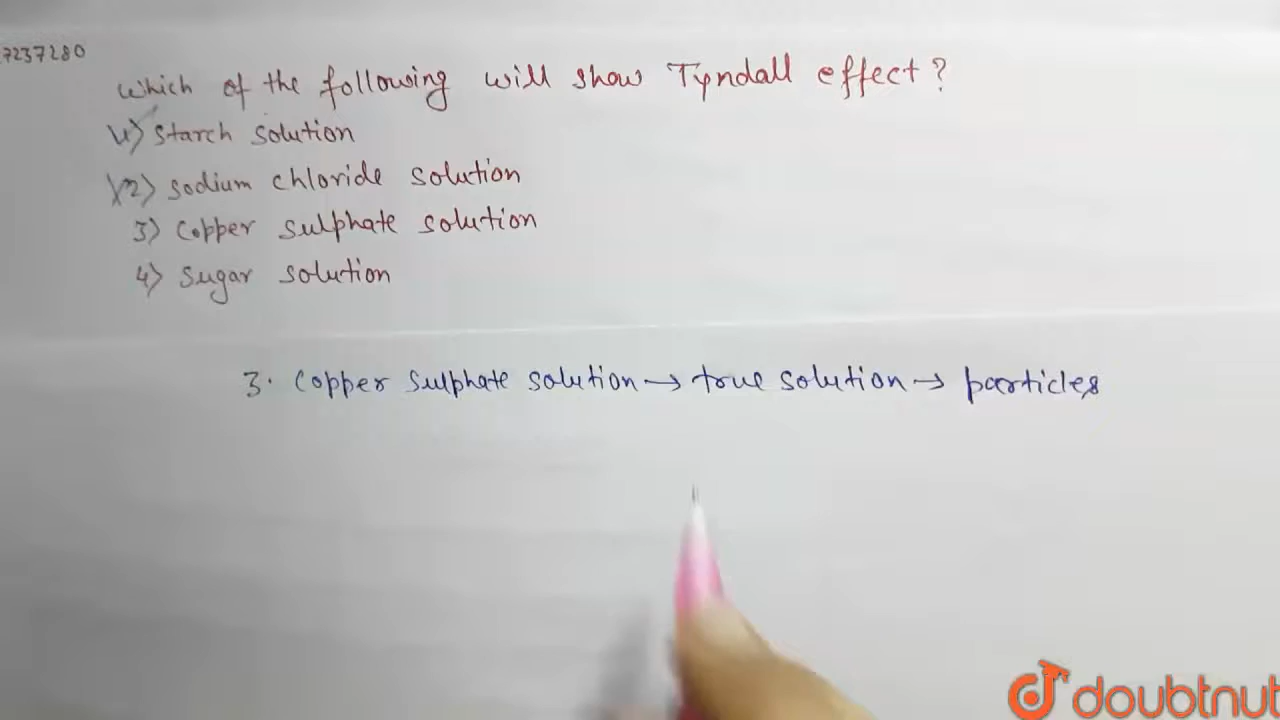 7237280
which of the following will show Tyndall effect?
1) starch solution
2) sodium chloride solution
3) copper sulphate solution
4) sugar solution
3. copper sulphate solution → true solution → particles
doubtnut